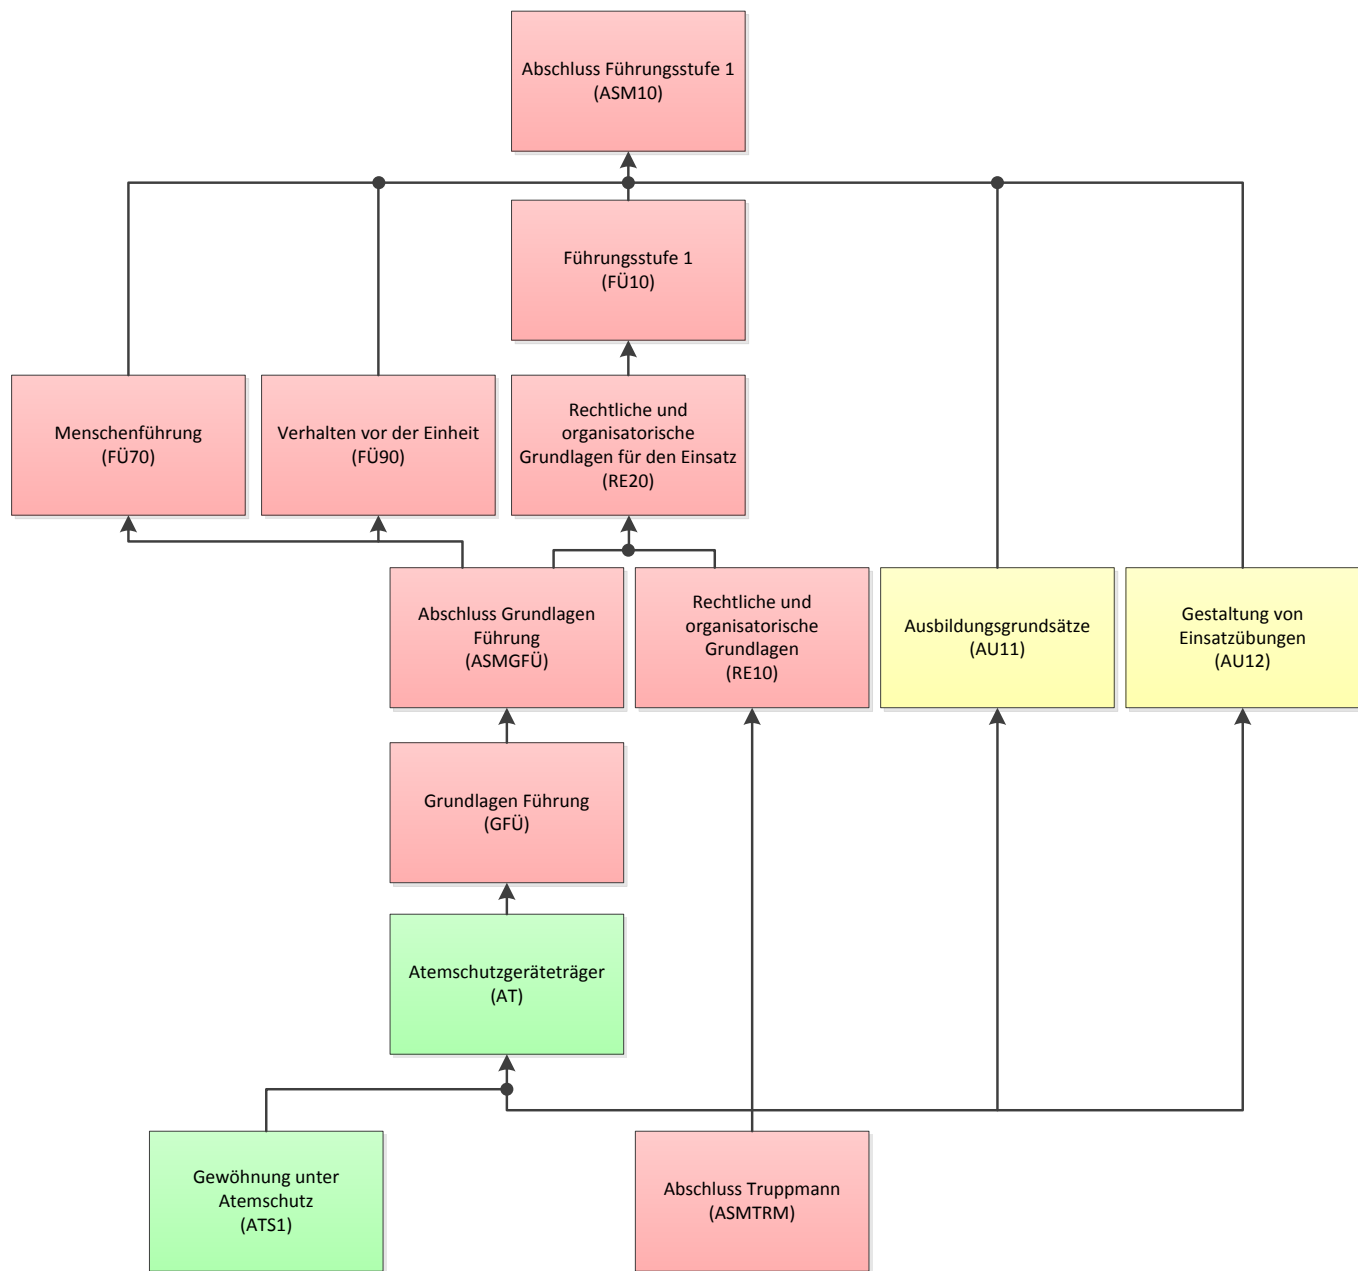 Abschluss Führungsstufe 1
(ASM10)
Führungsstufe 1
(FÜ10)
Menschenführung
(FÜ70)
Verhalten vor der Einheit
(FÜ90)
Rechtliche und
organisatorische
Grundlagen für den Einsatz
(RE20)
Abschluss Grundlagen
Führung
(ASMGFÜ)
Rechtliche und
organisatorische
Grundlagen
(RE10)
Ausbildungsgrundsätze
(AU11)
Gestaltung von
Einsatzübungen
(AU12)
Grundlagen Führung
(GFÜ)
Atemschutzgeräteträger
(AT)
Gewöhnung unter
Atemschutz
(ATS1)
Abschluss Truppmann
(ASMTRM)